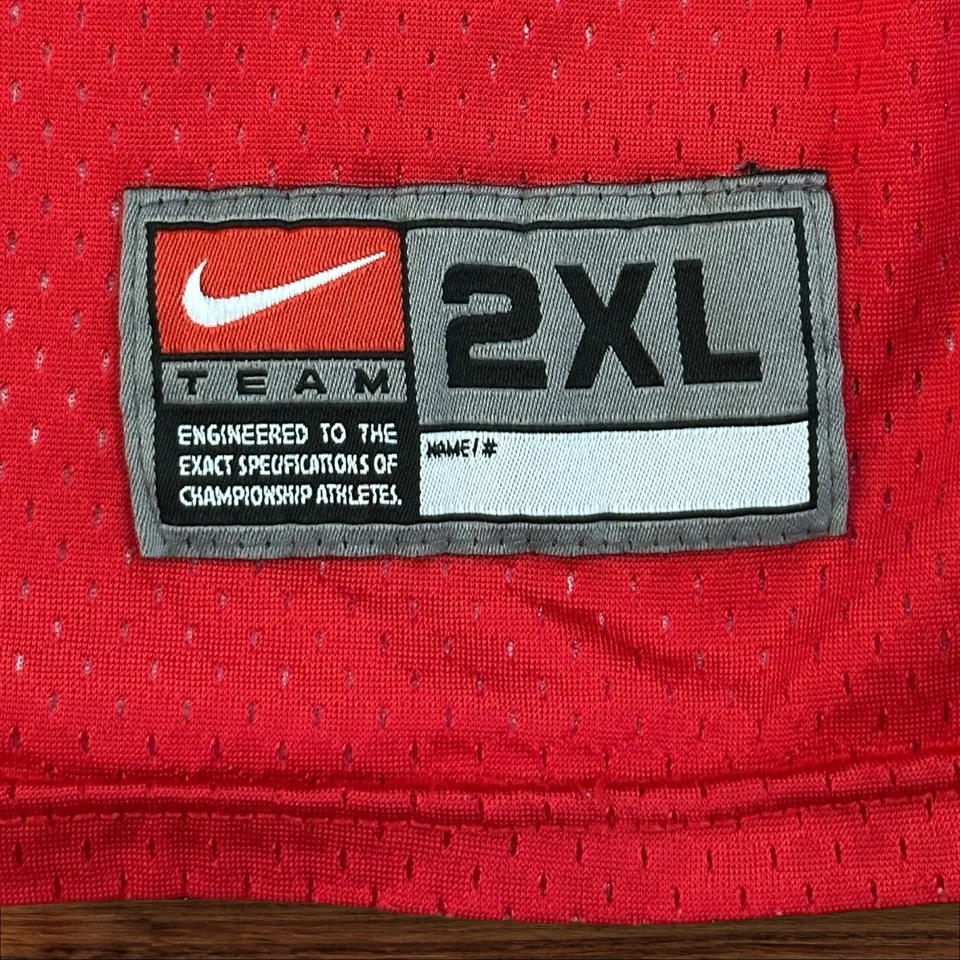 2XL
TEAM
ENGINEERED TO THE
EXACT SPECIFICATIONS OF
CHAMPIONSHIP ATHLETES.
NAME/#